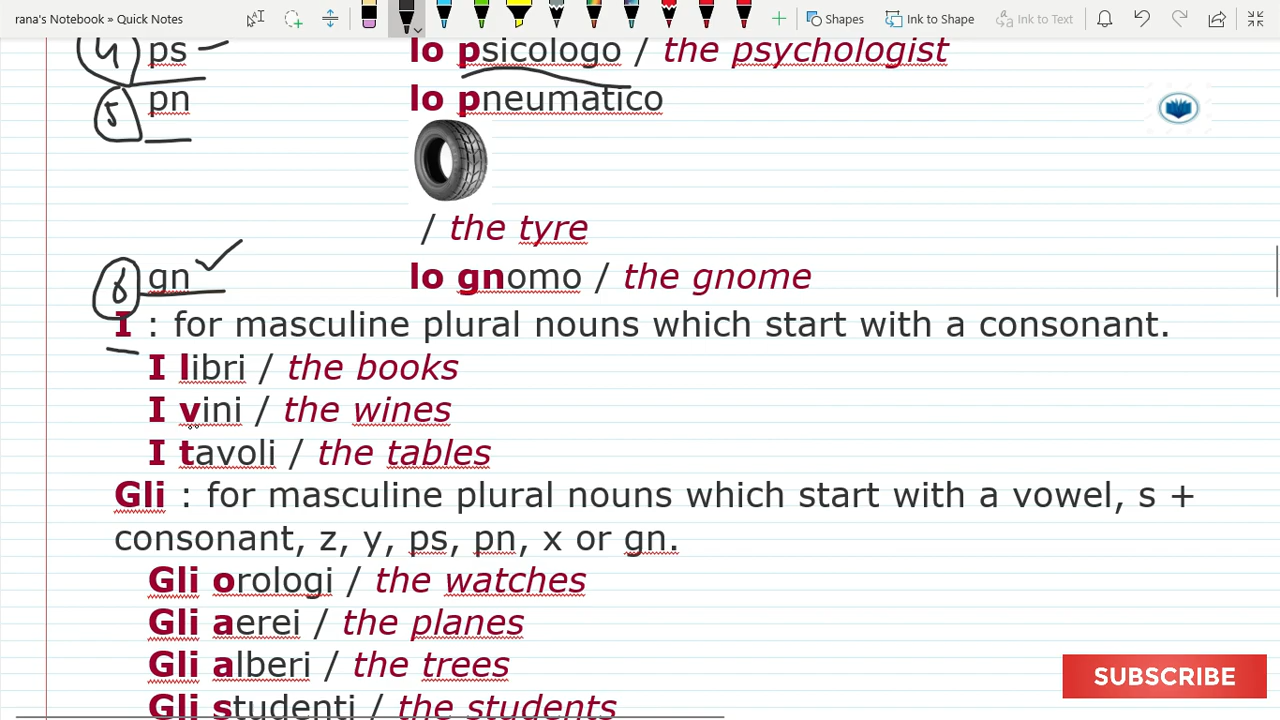 rana's Notebook » Quick Notes
Shapes
Ink to Shape
Ink to Text
4 ps lo psicologo / the psychologist
5 pn lo pneumatico
/ the tyre
6 gn lo gnomo / the gnome
I : for masculine plural nouns which start with a consonant.
I libri / the books
I vini / the wines
I tavoli / the tables
Gli : for masculine plural nouns which start with a vowel, s +
consonant, z, y, ps, pn, x or gn.
Gli orologi / the watches
Gli aerei / the planes
Gli alberi / the trees
SUBSCRIBE
Gli studenti / the students